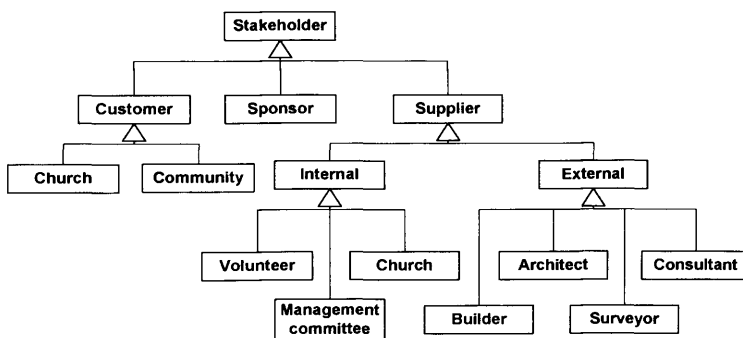 Stakeholder
Customer
Sponsor
Supplier
Church
Community
Internal
External
Volunteer
Church
Architect
Consultant
Management
committee
Builder
Surveyor